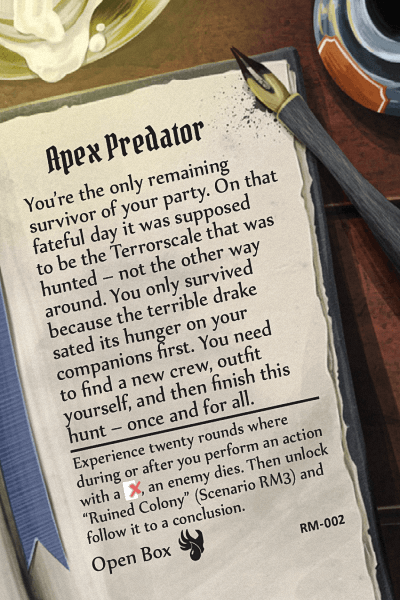 Apex Predator
You're the only remaining
survivor of your party. On that
fateful day it was supposed
to be the Terrorscale that was
hunted – not the other way
around. You only survived
because the terrible drake
sated its hunger on your
companions first. You need
to find a new crew, outfit
yourself, and then finish this
hunt – once and for all.
Experience twenty rounds where
during or after you perform an action
with a , an enemy dies. Then unlock
“Ruined Colony” (Scenario RM3) and
follow it to a conclusion.
Open Box
RM-002